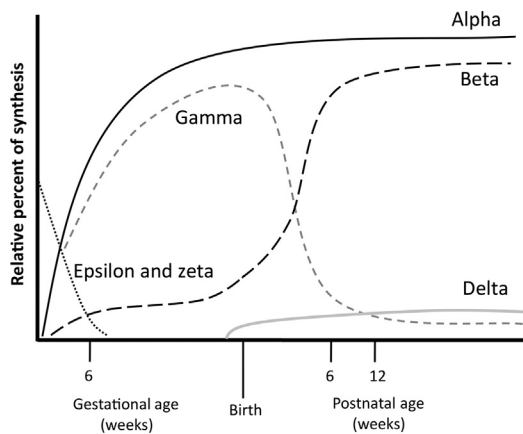 Relative percent of synthesis
Alpha
Beta
Gamma
Epsilon and zeta
Delta
6
6
12
Gestational age
(weeks)
Birth
Postnatal age
(weeks)